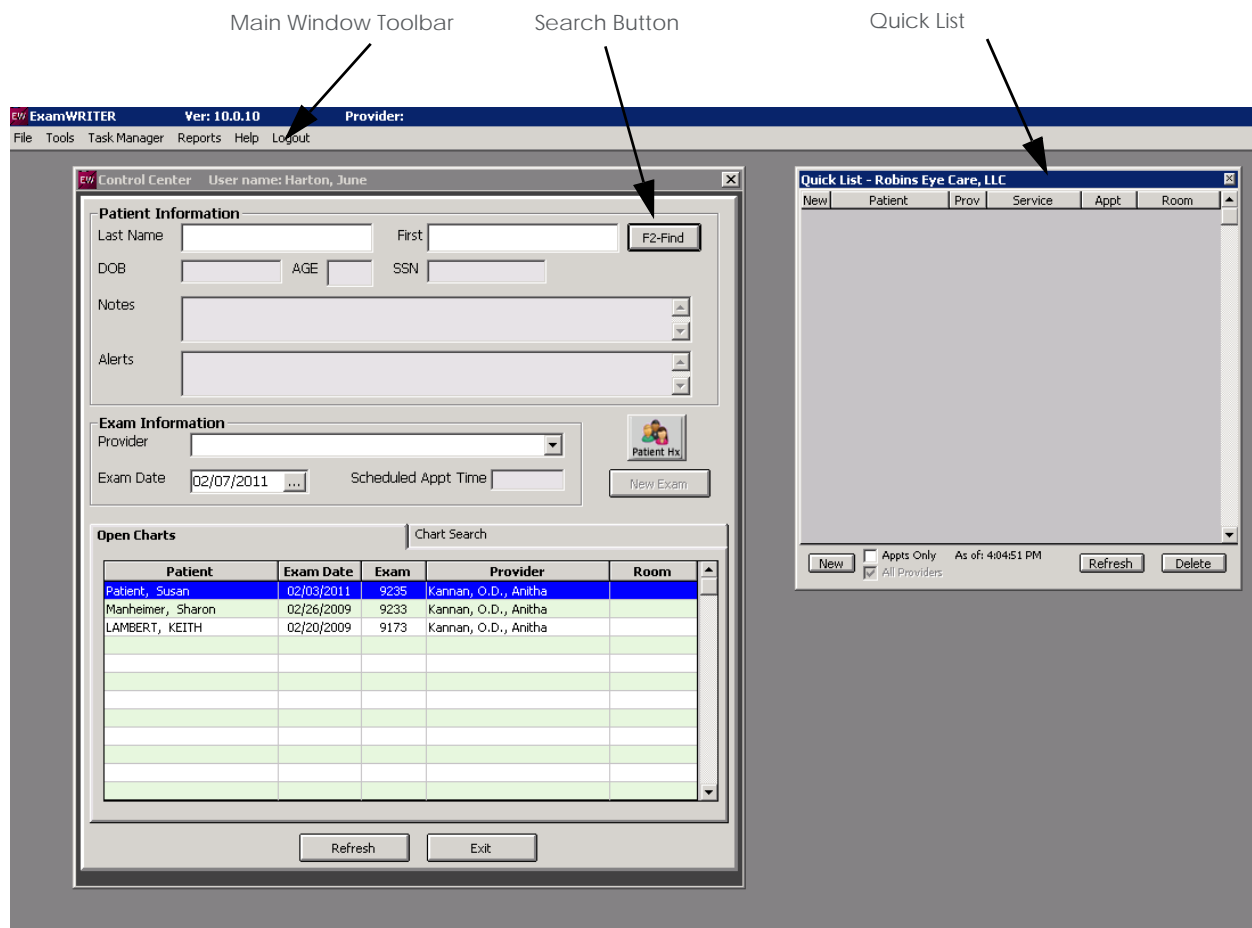 Main Window Toolbar Search Button Quick List
EW ExamWRITER Ver: 10.0.10 Provider:
File Tools Task Manager Reports Help Logout
EW Control Center User name: Harton, June
Patient Information
Last Name First F2-Find
DOB AGE SSN
Notes
Alerts
Exam Information
Provider
Patient Hx
Exam Date 02/07/2011 ... Scheduled Appt Time New Exam
Open Charts Chart Search
Patient Exam Date Exam Provider Room
Patient, Susan 02/03/2011 9235 Kannan, O.D., Anitha
Manheimer, Sharon 02/26/2009 9233 Kannan, O.D., Anitha
LAMBERT, KEITH 02/20/2009 9173 Kannan, O.D., Anitha
Refresh Exit
Quick List - Robins Eye Care, LLC
New Patient Prov Service Appt Room
New Appts Only As of: 4:04:51 PM Refresh Delete
All Providers